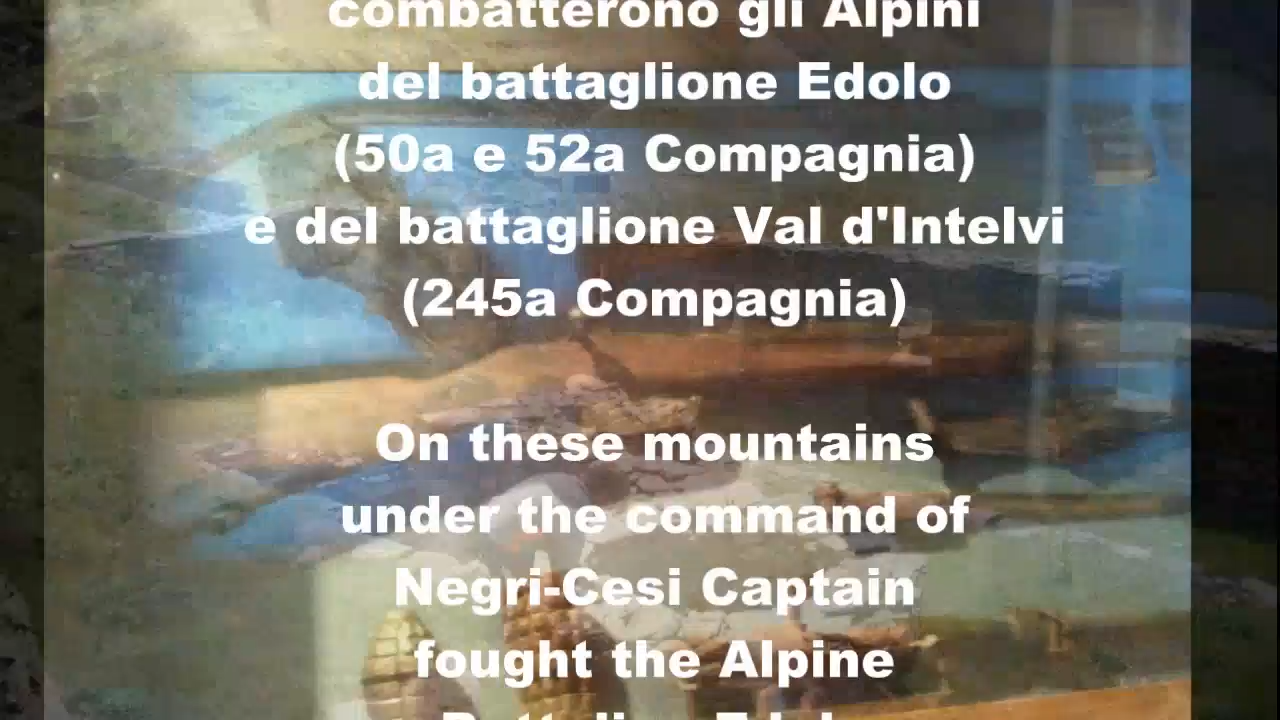 combatterono gli Alpini
del battaglione Edolo
(50a e 52a Compagnia)
e del battaglione Val d'Intelvi
(245a Compagnia)
On these mountains
under the command of
Negri-Cesi Captain
fought the Alpine